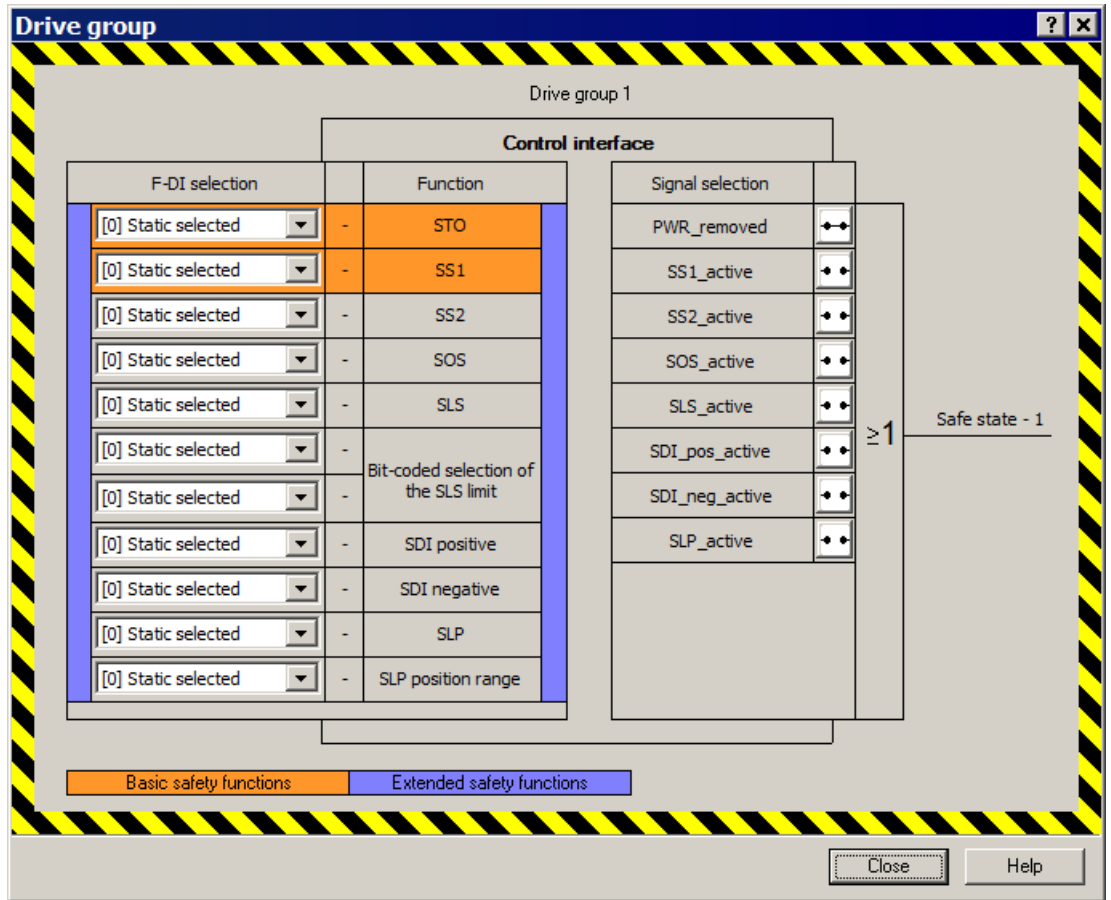 Drive group
? ×
Drive group 1
Control interface
F-DI selection Function Signal selection
[0] Static selected - STO PWR_removed
[0] Static selected - SS1 SS1_active
[0] Static selected - SS2 SS2_active
[0] Static selected - SOS SOS_active
[0] Static selected - SLS SLS_active
Safe state - 1
≥1
[0] Static selected - SDI_pos_active
Bit-coded selection of
the SLS limit
[0] Static selected - SDI_neg_active
[0] Static selected - SDI positive SLP_active
[0] Static selected - SDI negative
[0] Static selected - SLP
[0] Static selected - SLP position range
Basic safety functions Extended safety functions
Close Help